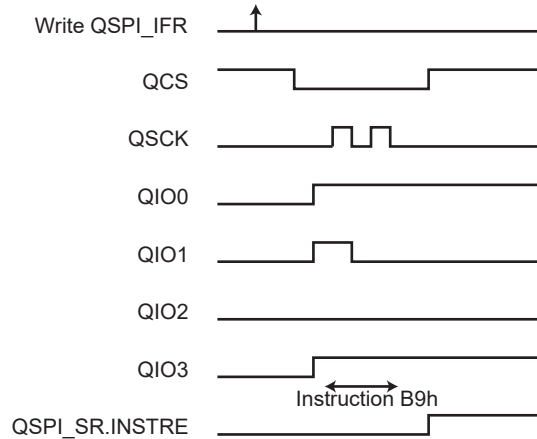 Write QSPI_IFR
QCS
QSCK
QIO0
QIO1
QIO2
QIO3
Instruction B9h
QSPI_SR.INSTRE